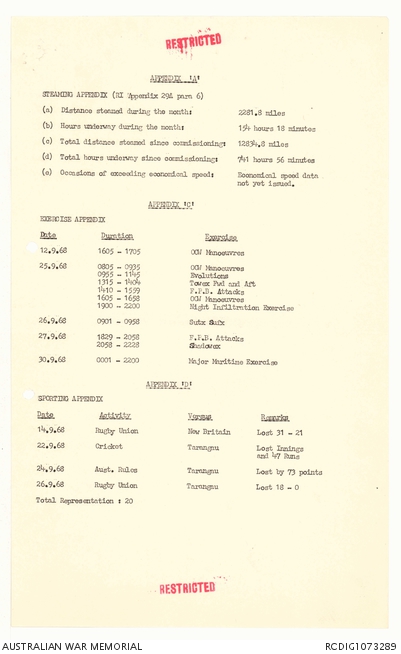 RESTRICTED
APPENDIX 'A'
STEAMING APPENDIX (RI Appendix 29A para 6)
(a) Distance steamed during the month: 2281.8 miles
(b) Hours underway during the month: 154 hours 18 minutes
(c) Total distance steamed since commissioning: 12834.8 miles
(d) Total hours underway since commissioning: 741 hours 56 minutes
(e) Occasions of exceeding economical speed: Economical speed data
not yet issued.
APPENDIX 'C'
EXERCISE APPENDIX
Date Duration Exercise
12.9.68 1605 - 1705 OOW Manoeuvres
25.9.68 0805 - 0935 OOW Manoeuvres
0955 - 1145 Evolutions
1315 - 1404 Towex Fwd and Aft
1410 - 1559 F.P.B. Attacks
1605 - 1658 OOW Manoeuvres
1900 - 2200 Night Infiltration Exercise
26.9.68 0901 - 0958 Sutx Sufx
27.9.68 1829 - 2058 F.P.B. Attacks
2058 - 2228 Shadowex
30.9.68 0001 - 2200 Major Maritime Exercise
APPENDIX 'D'
SPORTING APPENDIX
Date Activity Versus Remarks
14.9.68 Rugby Union New Britain Lost 31 - 21
22.9.68 Cricket Tarangau Lost Innings
and 47 Runs
24.9.68 Aust. Rules Tarangau Lost by 73 points
26.9.68 Rugby Union Tarangau Lost 18 - 0
Total Representation : 20
RESTRICTED
AUSTRALIAN WAR MEMORIAL RCDIG1073289